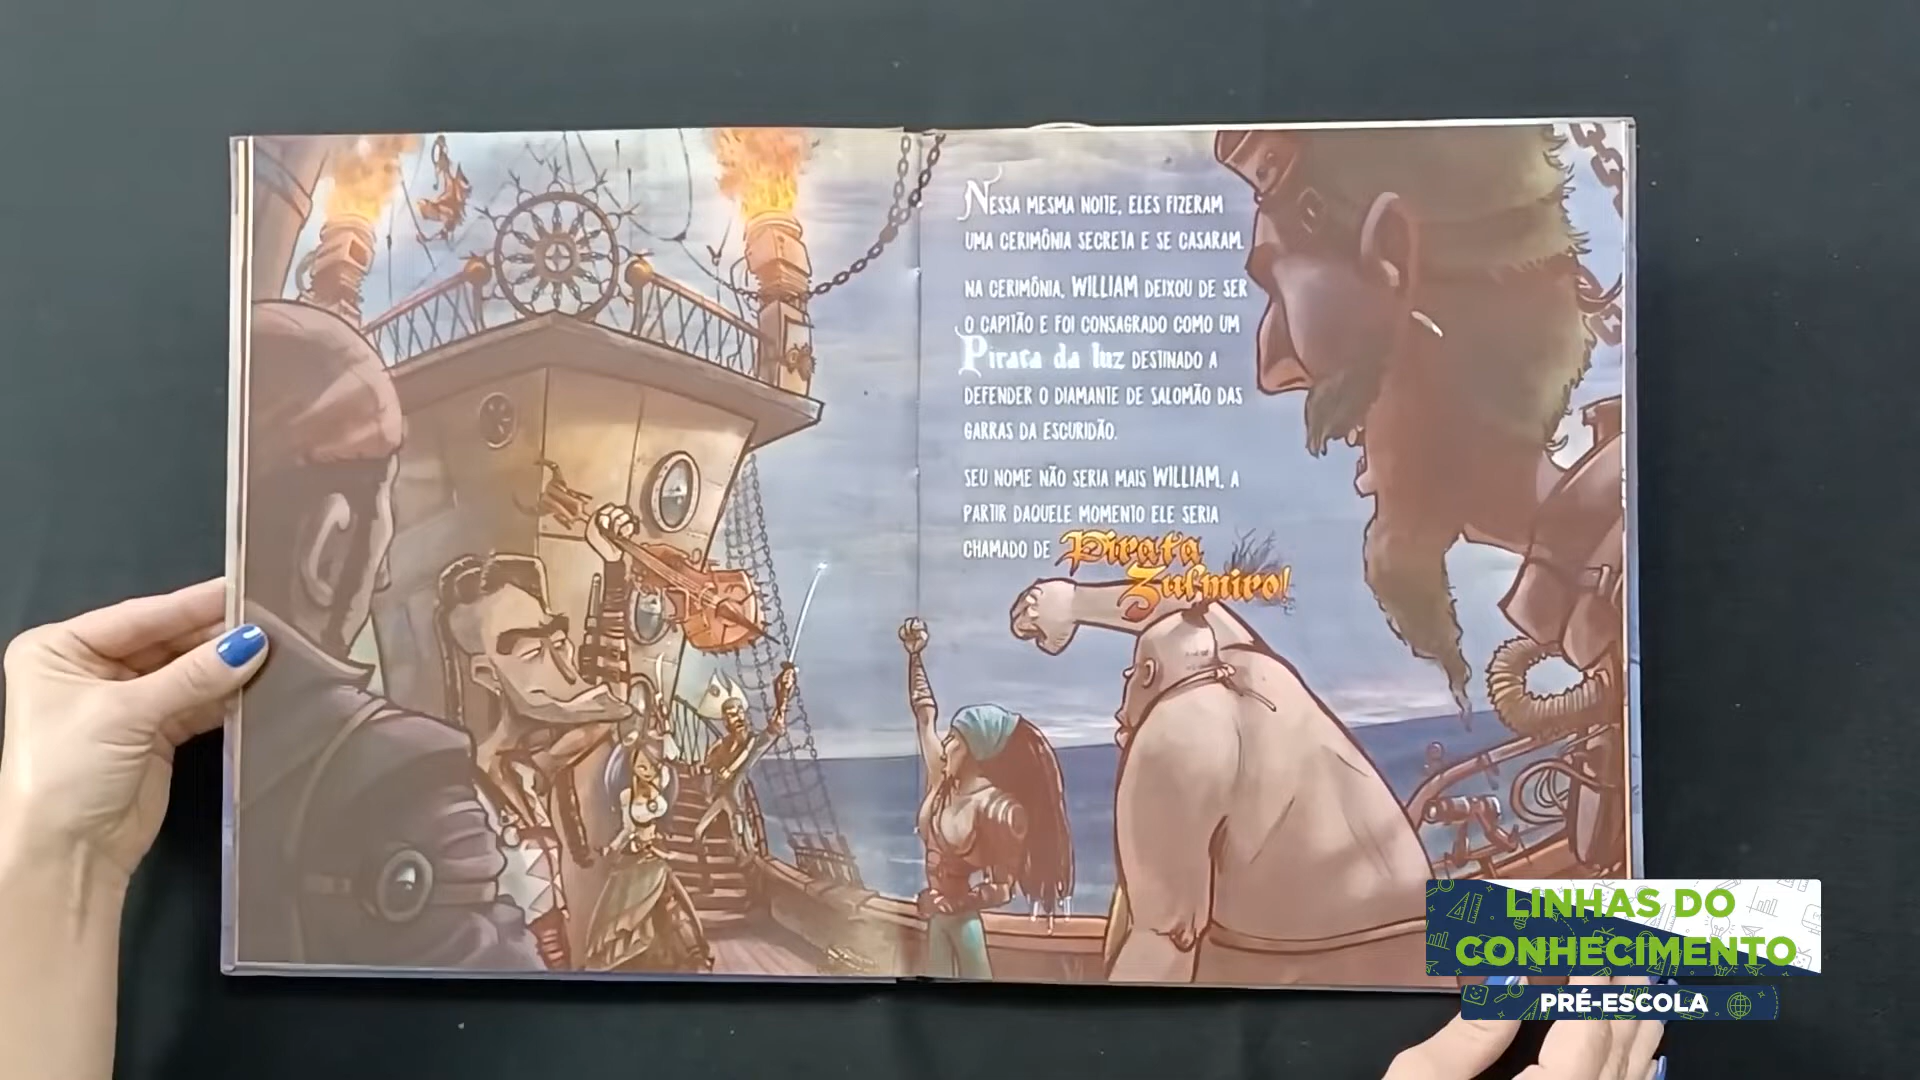 NESSA MESMA NOITE, ELES FIZERAM
UMA CERIMÔNIA SECRETA E SE CASARAM.
NA CERIMÔNIA, WILLIAM DEIXOU DE SER
O CAPITÃO E FOI CONSAGRADO COMO UM
Pirata da luz DESTINADO A
DEFENDER O DIAMANTE DE SALOMÃO DAS
GARRAS DA ESCURIDÃO.
SEU NOME NÃO SERIA MAIS WILLIAM, A
PARTIR DAQUELE MOMENTO ELE SERIA
CHAMADO DE Pirata
Zulmiro!
LINHAS DO
CONHECIMENTO
PRÉ-ESCOLA